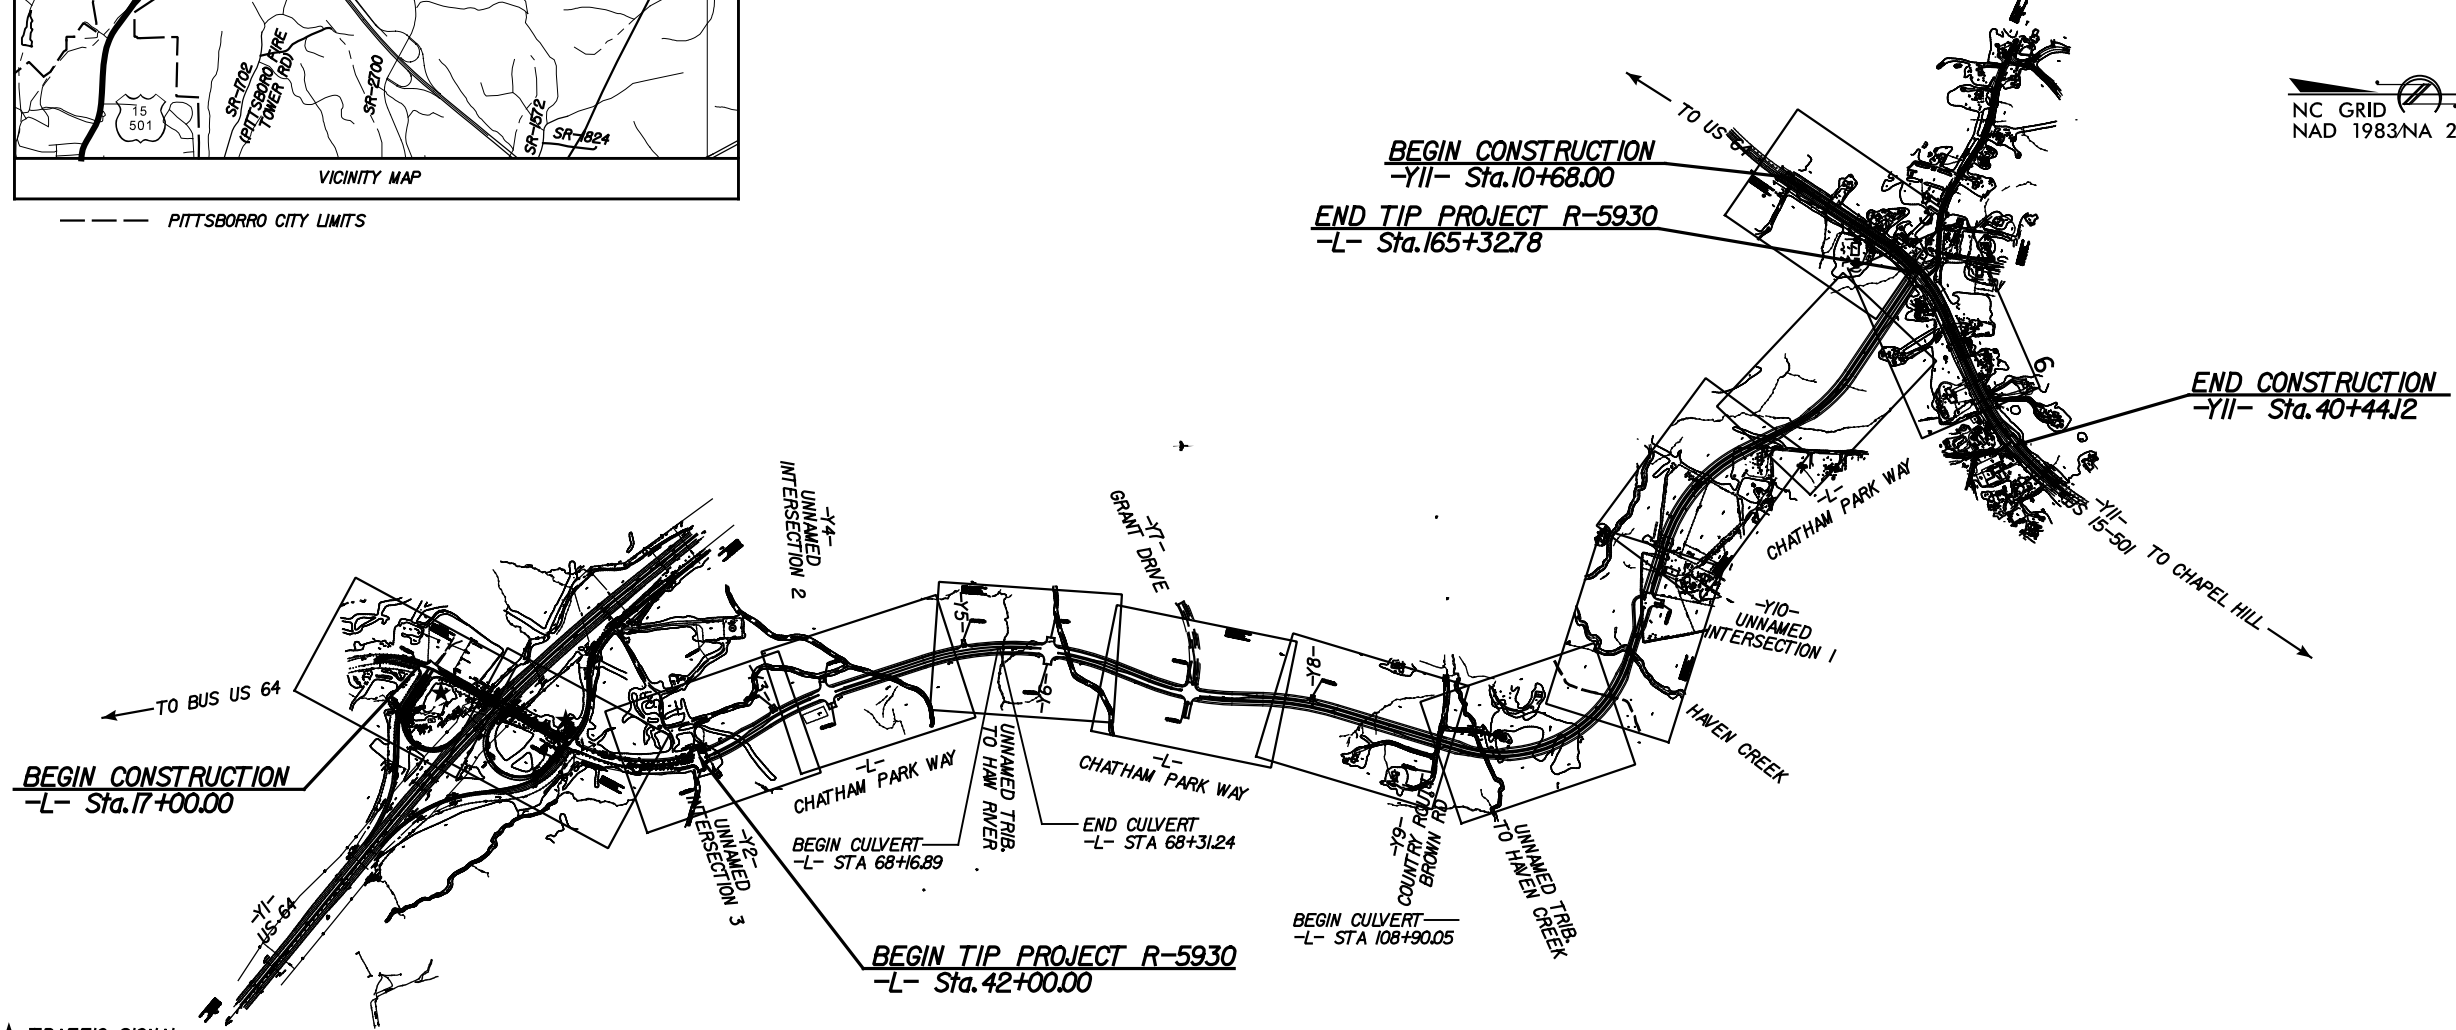 15
501
SR-1702
(PITTSBORO FIRE
TOWER RD)
SR-2700
SR-1572
SR-1824
VICINITY MAP
PITTSBORRO CITY LIMITS
NC GRID
NAD 1983/NA 2
TO US 64
BEGIN CONSTRUCTION
-Y11- Sta.10+68.00
END TIP PROJECT R-5930
-L- Sta.165+32.78
6
END CONSTRUCTION
-Y11- Sta.40+44.12
-L-
CHATHAM PARK WAY
-Y11-
US 15-501 TO CHAPEL HILL
-Y4-
UNNAMED
INTERSECTION 2
-Y7-
GRANT DRIVE
-Y5-
-Y6-
-Y8-
-Y10-
UNNAMED
INTERSECTION 1
TO BUS US 64
HAVEN CREEK
BEGIN CONSTRUCTION
-L- Sta.17+00.00
-L-
CHATHAM PARK WAY
UNNAMED TRIB.
TO HAW RIVER
-L-
CHATHAM PARK WAY
BEGIN CULVERT
-L- STA 68+16.89
END CULVERT
-L- STA 68+31.24
-Y2-
UNNAMED
INTERSECTION 3
-Y9-
COUNTRY ROUTE
BROWN RD
UNNAMED TRIB.
TO HAVEN CREEK
-Y1-
US 64
BEGIN CULVERT
-L- STA 108+90.05
BEGIN TIP PROJECT R-5930
-L- Sta.42+00.00
TRAFFIC SIGNAL